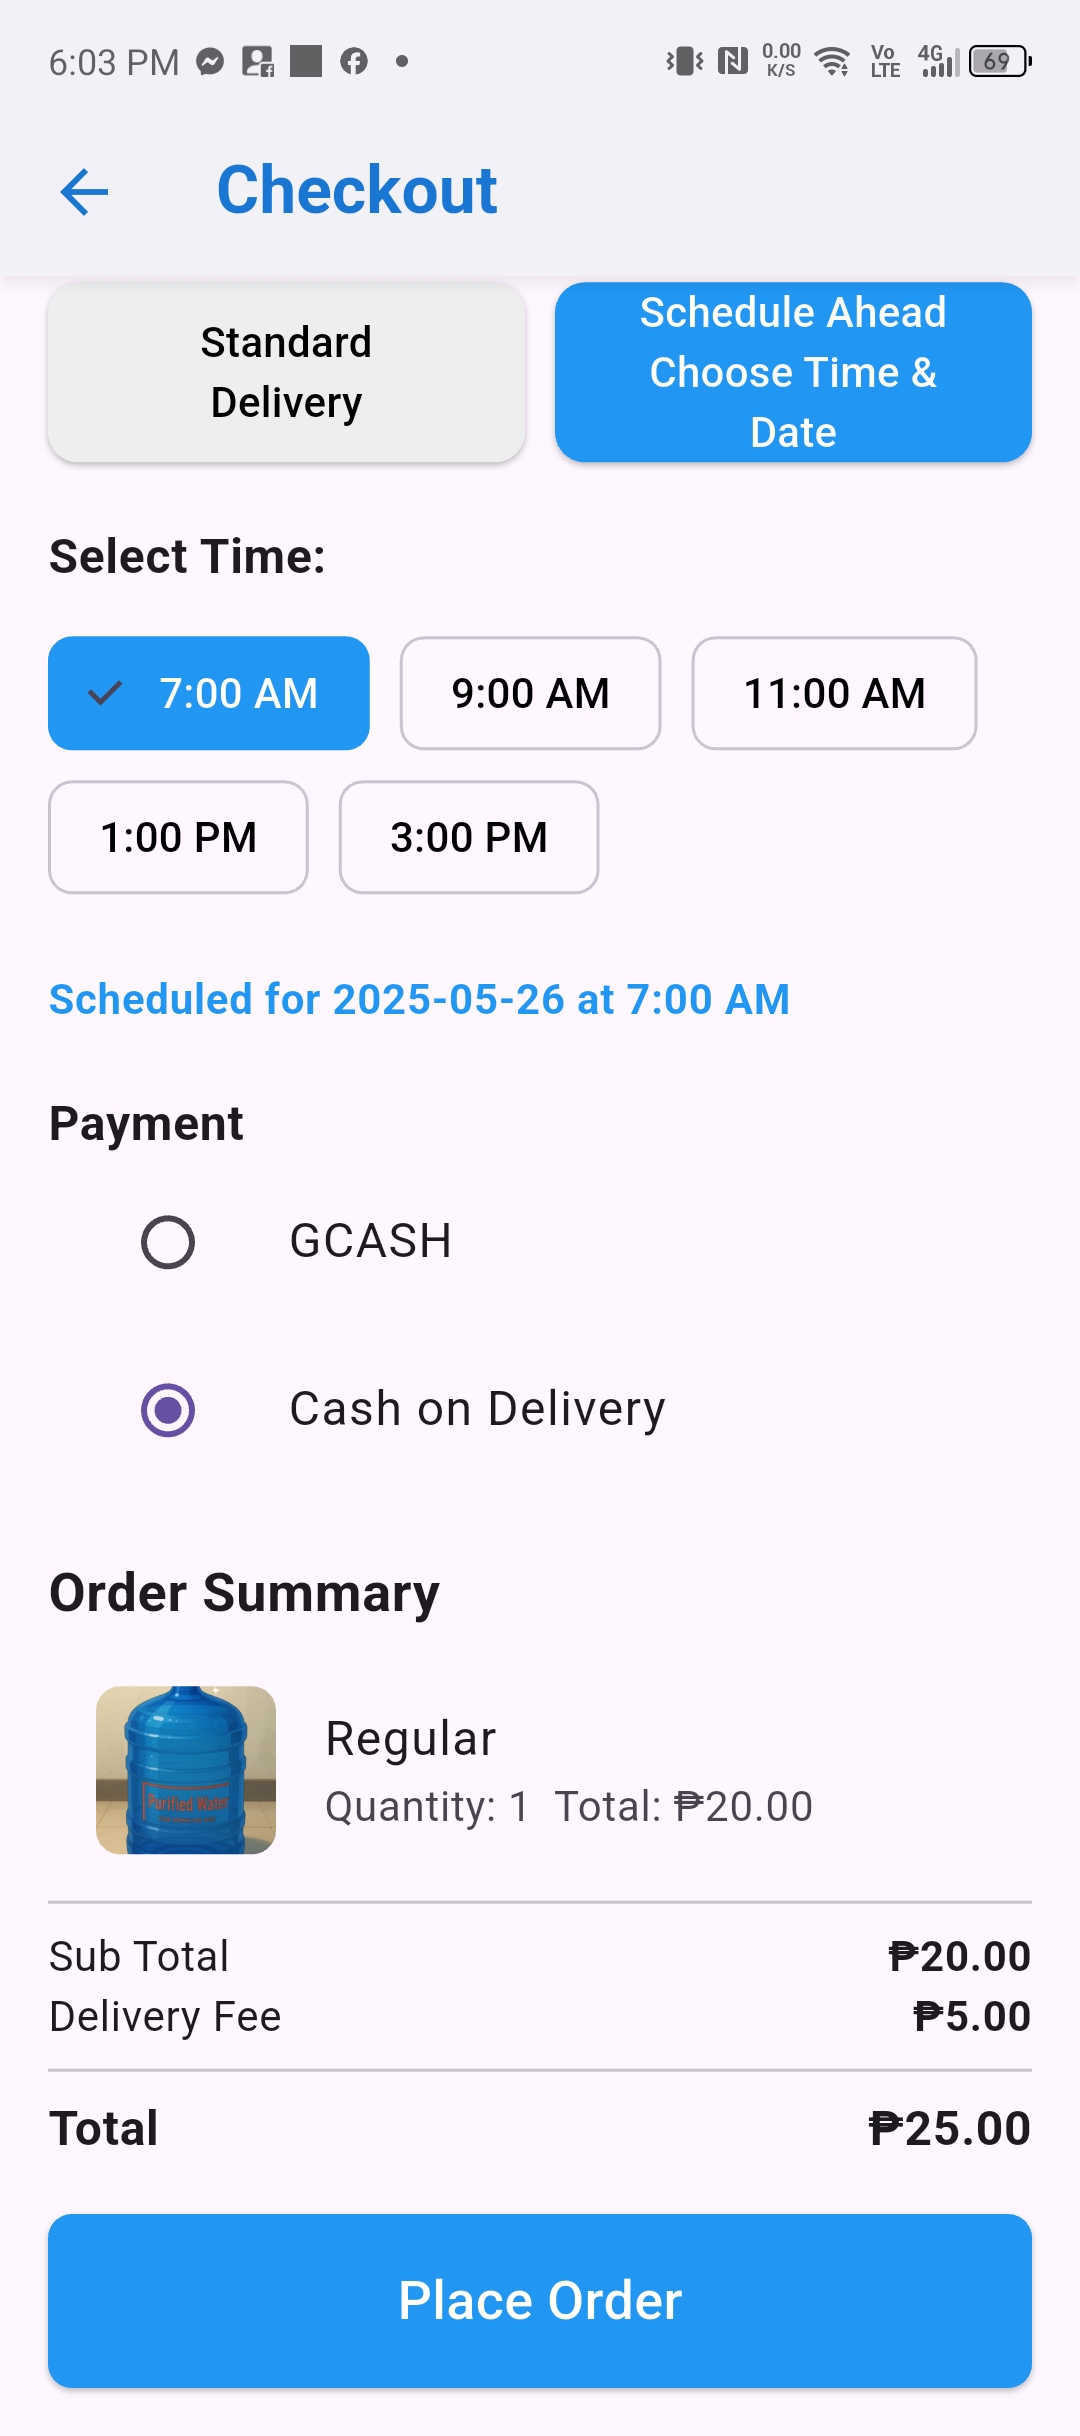 6:03 PM
0.00
K/S
Vo
LTE
4G
69
Checkout
Standard
Delivery
Schedule Ahead
Choose Time &
Date
Select Time:
7:00 AM
9:00 AM
11:00 AM
1:00 PM
3:00 PM
Scheduled for 2025-05-26 at 7:00 AM
Payment
GCASH
Cash on Delivery
Order Summary
Purified Water
Regular
Quantity: 1  Total: ₱20.00
Sub Total ₱20.00
Delivery Fee ₱5.00
Total ₱25.00
Place Order